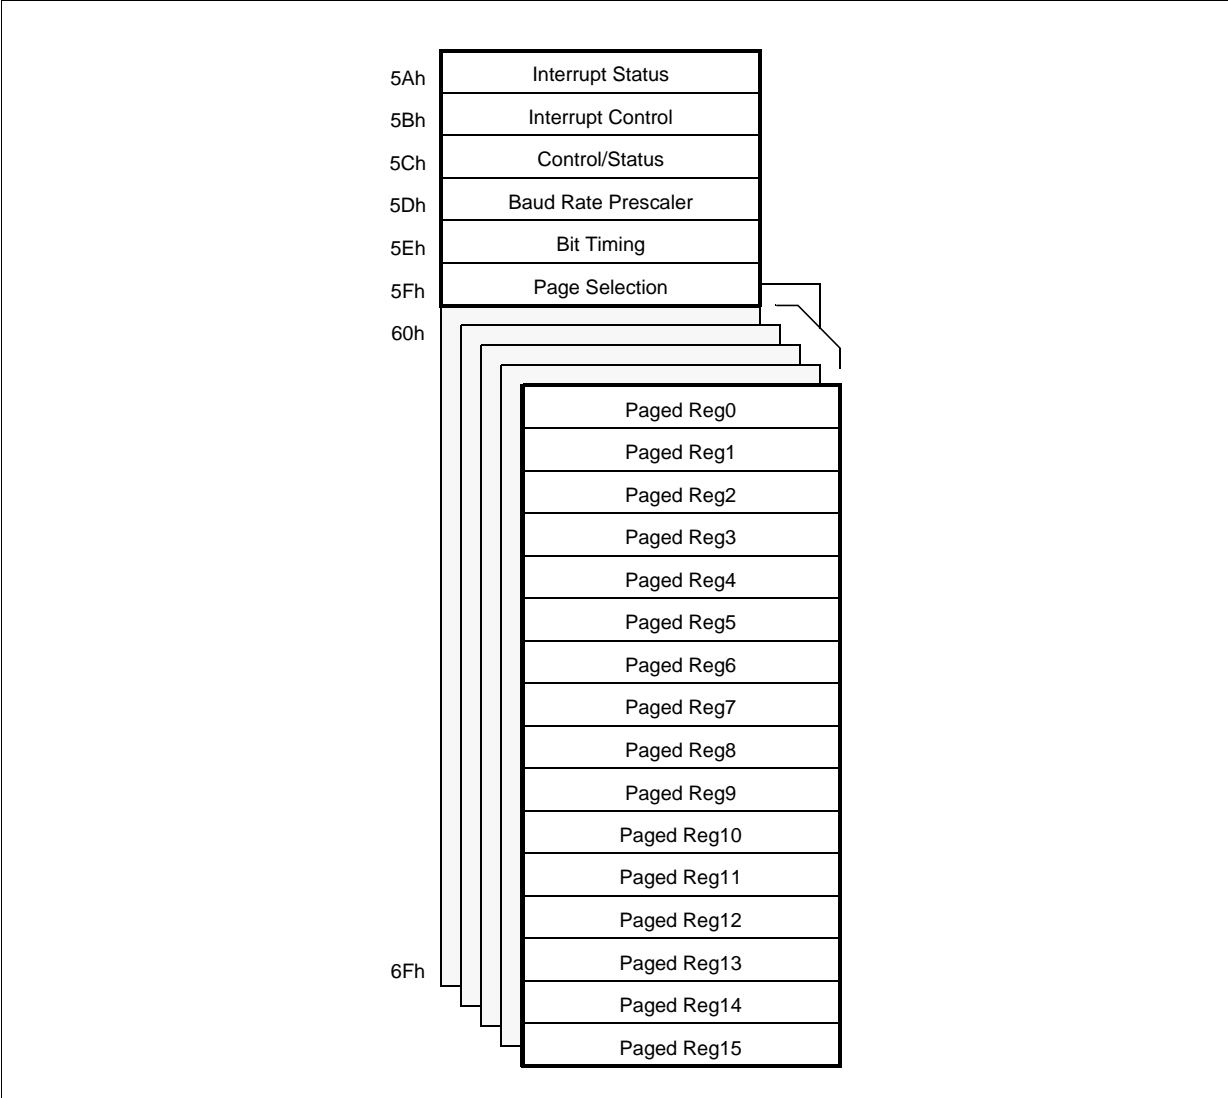 5Ah Interrupt Status
5Bh Interrupt Control
5Ch Control/Status
5Dh Baud Rate Prescaler
5Eh Bit Timing
5Fh Page Selection
60h
Paged Reg0
Paged Reg1
Paged Reg2
Paged Reg3
Paged Reg4
Paged Reg5
Paged Reg6
Paged Reg7
Paged Reg8
Paged Reg9
Paged Reg10
Paged Reg11
Paged Reg12
6Fh Paged Reg13
Paged Reg14
Paged Reg15